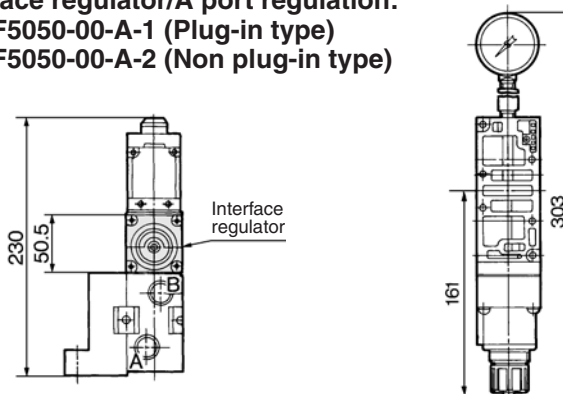 ace regulator/A port regulation:
F5050-00-A-1 (Plug-in type)
F5050-00-A-2 (Non plug-in type)
230
50.5
Interface
regulator
B
A
161
303